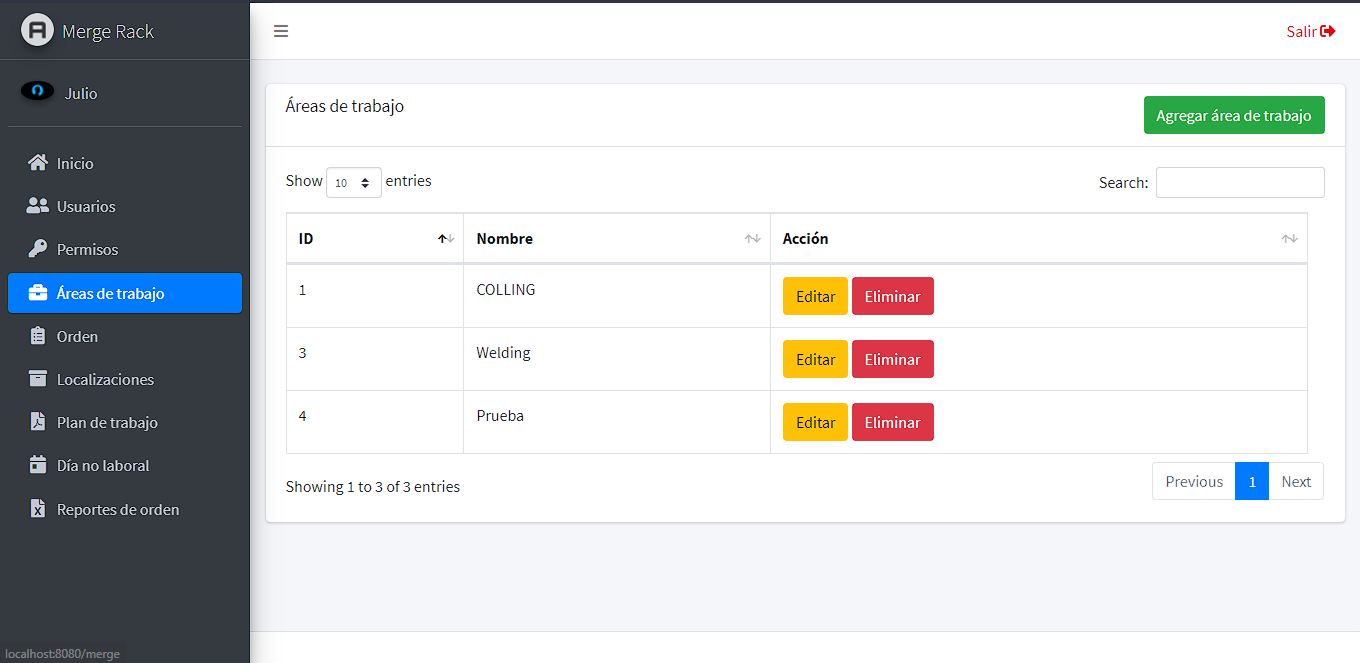 Merge Rack
Salir
Julio
Inicio
Usuarios
Permisos
Áreas de trabajo
Orden
Localizaciones
Plan de trabajo
Día no laboral
Reportes de orden
Áreas de trabajo
Agregar área de trabajo
Show 10 entries
Search:
ID Nombre Acción
1 COLLING Editar Eliminar
3 Welding Editar Eliminar
4 Prueba Editar Eliminar
Showing 1 to 3 of 3 entries
Previous 1 Next
localhost:8080/merge